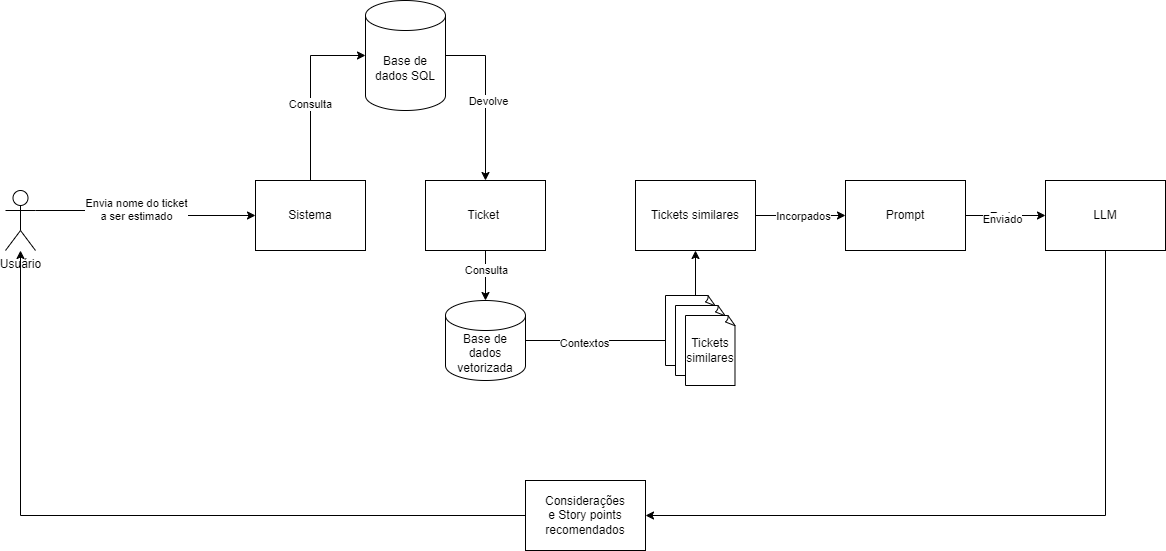 Base de
dados SQL
Consulta
Devolve
Envia nome do ticket
a ser estimado
Sistema
Ticket
Tickets similares
Incorpados
Prompt
Enviado
LLM
Usuário
Consulta
Base de
dados
vetorizada
Contextos
Tickets
similares
Considerações
e Story points
recomendados